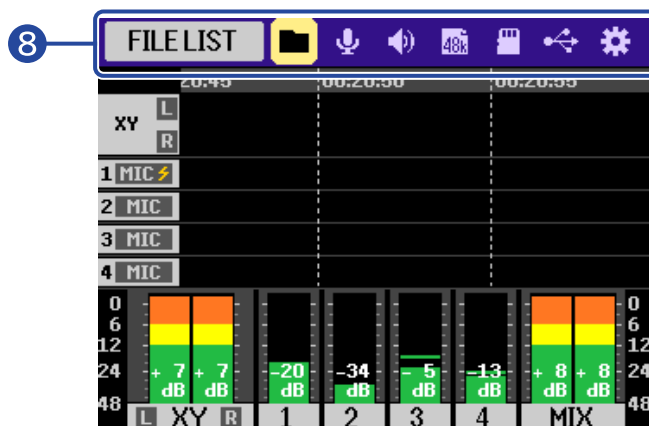 8
FILE LIST 48k
20:45 00:20:50 00:20:55
XY L
R
1 MIC
2 MIC
3 MIC
4 MIC
0 0
6 6
12 12
24 +7 +7 -20 -34 -5 -13 +8 +8 24
dB dB dB dB dB dB dB dB
48 48
L XY R 1 2 3 4 MIX